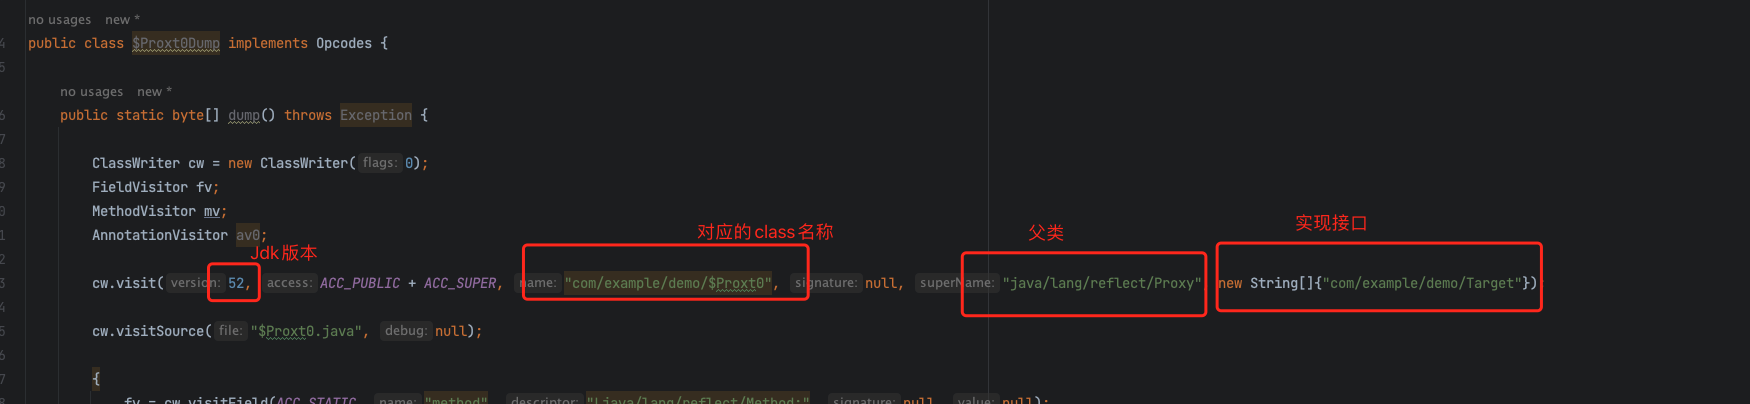 no usages new *
4 public class $Proxt0Dump implements Opcodes {
5
no usages new *
6 public static byte[] dump() throws Exception {
7
8 ClassWriter cw = new ClassWriter( flags: 0);
9 FieldVisitor fv;
0 MethodVisitor mv;
1 AnnotationVisitor av0;
Jdk版本 对应的class名称 父类 实现接口
2
3 cw.visit( version: 52, access: ACC_PUBLIC + ACC_SUPER, name: "com/example/demo/$Proxt0", signature: null, superName: "java/lang/reflect/Proxy" new String[]{"com/example/demo/Target"})
4
5 cw.visitSource( file: "$Proxt0.java", debug: null);
6
7 {
8 fv = cw.visitField(ACC_STATIC, name: "method", descriptor: "Ljava/lang/reflect/Method;", signature: null, value: null);